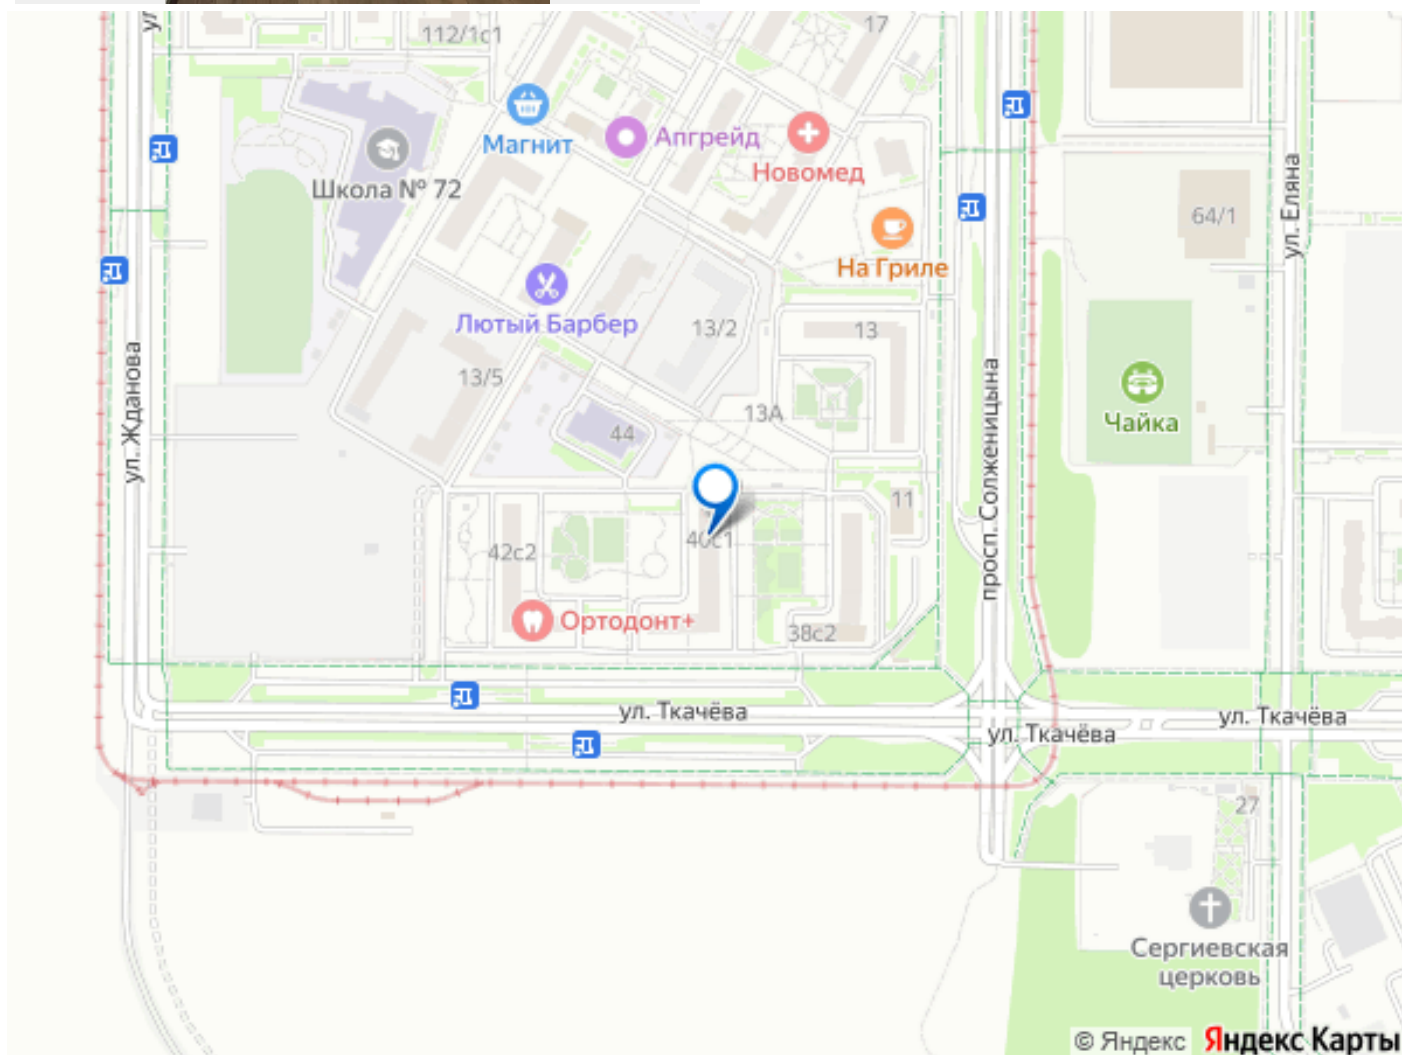 ул
112/1с1
17
Магнит
Апгрейд
Новомед
Школа № 72
ул. Еляна
64/1
На Гриле
Лютый Барбер
13/2
13
ул. Жданова
13/5
просп. Солженицына
Чайка
13А
44
11
42с2
40с1
Ортодонт+
38с2
ул. Ткачёва
ул. Ткачёва
ул. Ткачёва
27
Сергиевская
церковь
© Яндекс Яндекс Карты